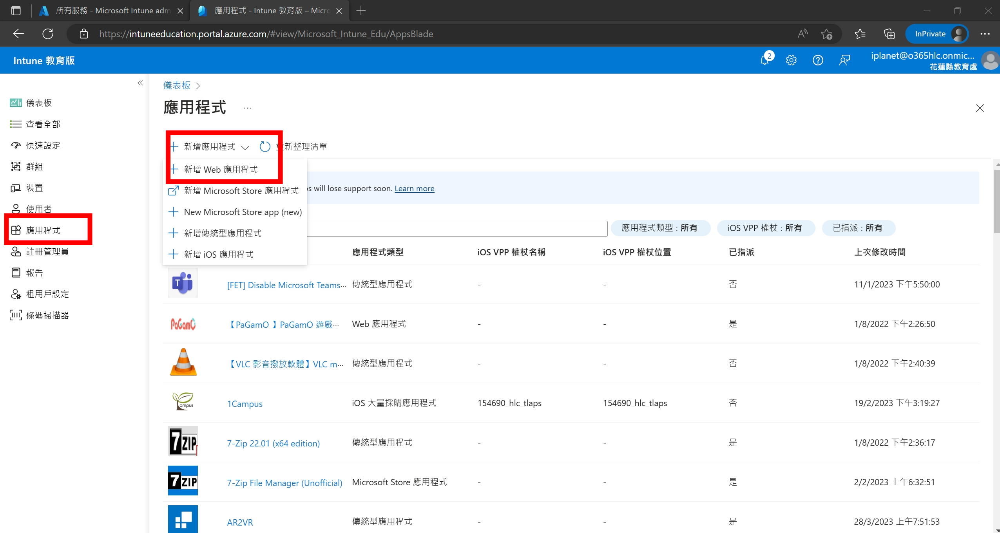 所有服務 - Microsoft Intune adm
應用程式 - Intune 教育版 – Micro
https://intuneeducation.portal.azure.com/#view/Microsoft_Intune_Edu/AppsBlade
InPrivate
Intune 教育版
2
iplanet@o365hlc.onmic...
花蓮縣教育處
儀表板
查看全部
快速設定
群組
裝置
使用者
應用程式
註冊管理員
報告
租用戶設定
條碼掃描器
儀表板
應用程式 ...
新增應用程式 重新整理清單
新增 Web 應用程式
新增 Microsoft Store 應用程式
New Microsoft Store app (new)
新增傳統型應用程式
新增 iOS 應用程式
will lose support soon. Learn more
應用程式類型 : 所有 iOS VPP 權杖 : 所有 已指派 : 所有
應用程式類型 iOS VPP 權杖名稱 iOS VPP 權杖位置 已指派 上次修改時間
[FET] Disable Microsoft Teams... 傳統型應用程式 - - 否 11/1/2023 下午5:50:00
PaGamO 【PaGamO 】PaGamO 遊戲... Web 應用程式 - - 是 1/8/2022 下午2:26:50
【VLC 影音撥放軟體】VLC m... 傳統型應用程式 - - 否 1/8/2022 下午2:40:39
ampus 1Campus iOS 大量採購應用程式 154690_hlc_tlaps 154690_hlc_tlaps 否 19/2/2023 下午3:19:27
7ZIP 7-Zip 22.01 (x64 edition) 傳統型應用程式 - - 是 1/8/2022 下午2:36:17
7ZIP 7-Zip File Manager (Unofficial) Microsoft Store 應用程式 - - 是 2/2/2023 上午6:32:51
AR2VR 傳統型應用程式 - - 是 28/3/2023 上午7:51:53